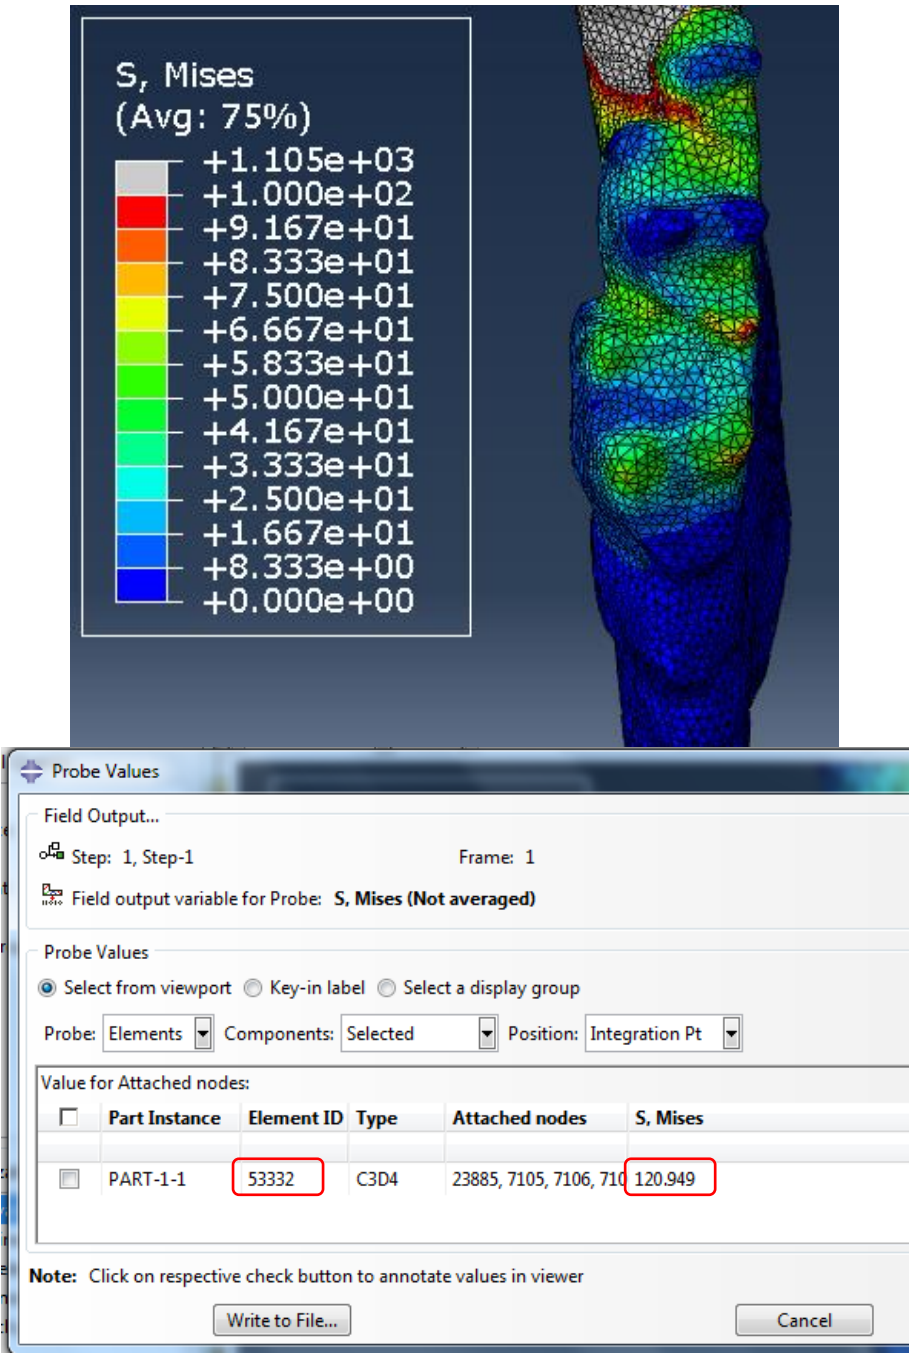 S, Mises
(Avg: 75%)
+1.105e+03
+1.000e+02
+9.167e+01
+8.333e+01
+7.500e+01
+6.667e+01
+5.833e+01
+5.000e+01
+4.167e+01
+3.333e+01
+2.500e+01
+1.667e+01
+8.333e+00
+0.000e+00
Probe Values
Field Output...
Step: 1, Step-1 Frame: 1
Field output variable for Probe: S, Mises (Not averaged)
Probe Values
Select from viewport Key-in label Select a display group
Probe: Elements Components: Selected Position: Integration Pt
Value for Attached nodes:
Part Instance Element ID Type Attached nodes S, Mises
PART-1-1 53332 C3D4 23885, 7105, 7106, 710 120.949
Note: Click on respective check button to annotate values in viewer
Write to File... Cancel